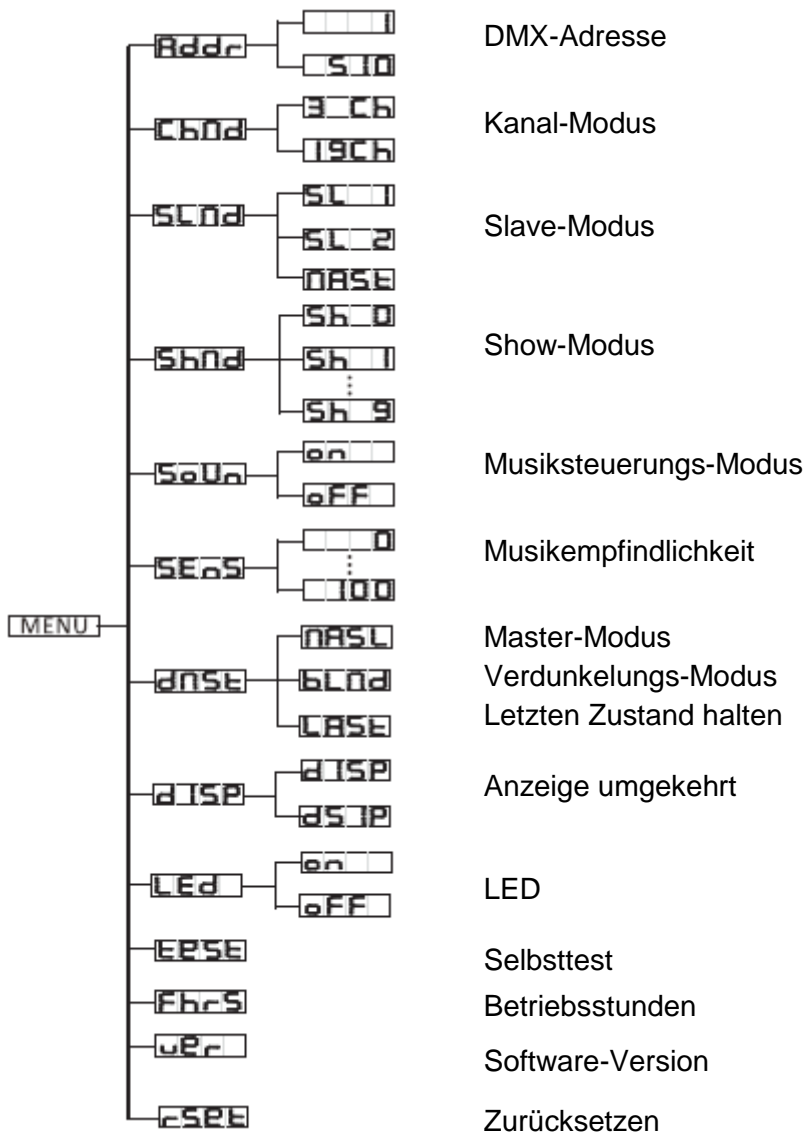 1
Addr
DMX-Adresse
510
3 Ch
ChMd
Kanal-Modus
19Ch
SL 1
SLMd
SL 2
Slave-Modus
MASt
Sh 0
ShMd
Sh 1
Show-Modus
Sh 9
on
SoUn
Musiksteuerungs-Modus
oFF
0
SEnS
Musikempfindlichkeit
100
MENU
MASL
Master-Modus
dMSt
bLMd
Verdunkelungs-Modus
LASt
Letzten Zustand halten
dISP
dISP
Anzeige umgekehrt
dSIP
on
LEd
LED
oFF
teSt
Selbsttest
FhrS
Betriebsstunden
ver
Software-Version
rSet
Zurücksetzen